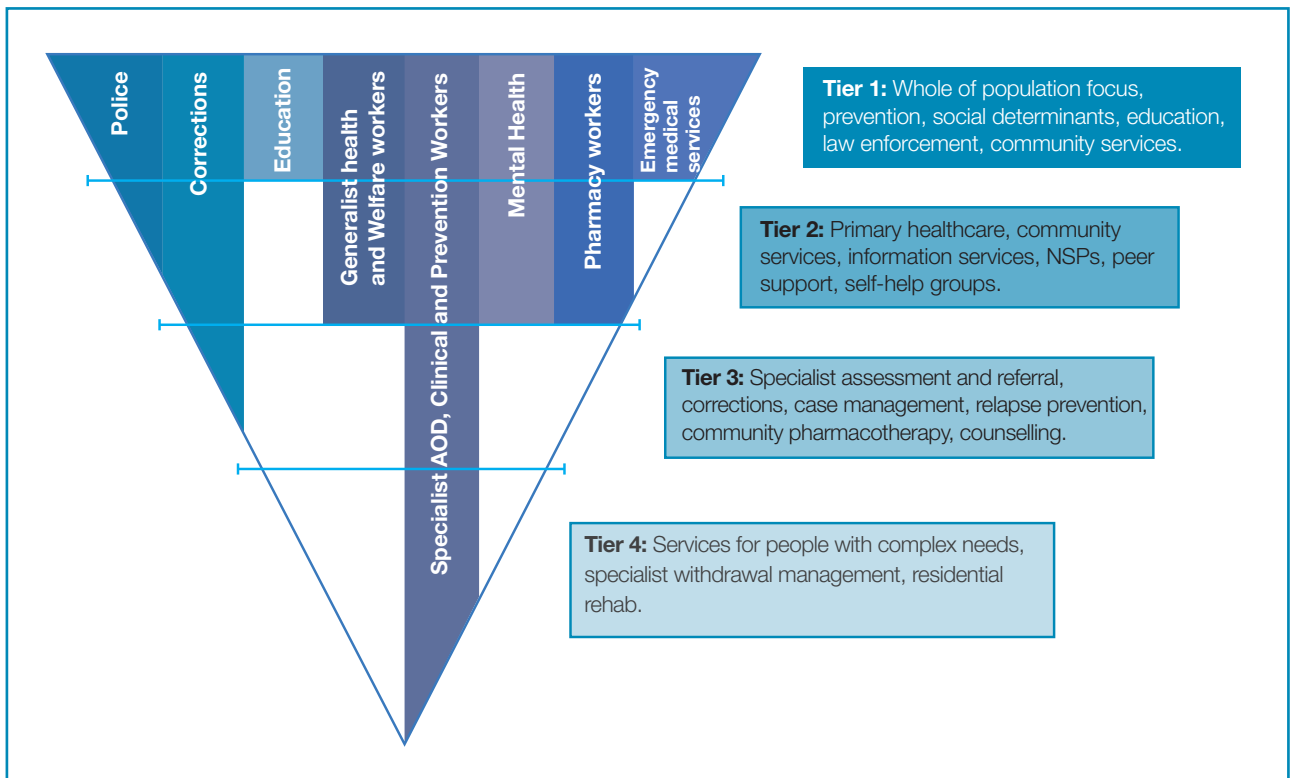 Police
Corrections
Education
Generalist health
and Welfare workers
Specialist AOD, Clinical and Prevention Workers
Mental Health
Pharmacy workers
Emergency
medical
services
Tier 1: Whole of population focus,
prevention, social determinants, education,
law enforcement, community services.
Tier 2: Primary healthcare, community
services, information services, NSPs, peer
support, self-help groups.
Tier 3: Specialist assessment and referral,
corrections, case management, relapse prevention,
community pharmacotherapy, counselling.
Tier 4: Services for people with complex needs,
specialist withdrawal management, residential
rehab.